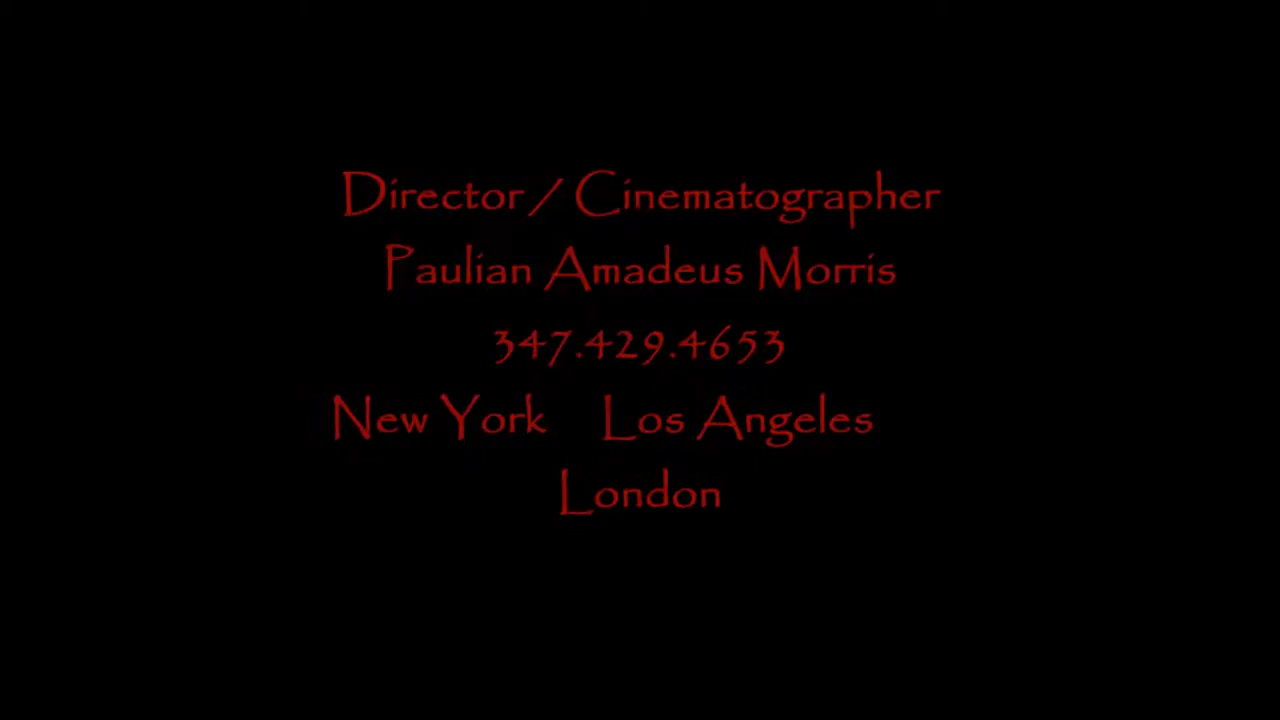 Director / Cinematographer
Paulian Amadeus Morris
347.429.4653
New York Los Angeles
London